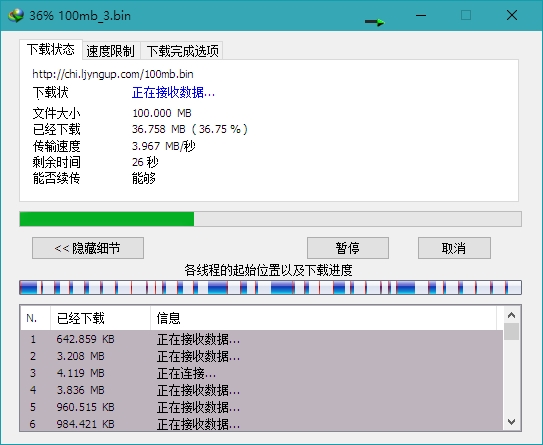 36% 100mb_3.bin
下载状态 速度限制 下载完成选项
http://chi.ljyngup.com/100mb.bin
下载状 正在接收数据...
文件大小 100.000 MB
已经下载 36.758 MB ( 36.75 % )
传输速度 3.967 MB/秒
剩余时间 26 秒
能否续传 能够
<< 隐藏细节 暂停 取消
各线程的起始位置以及下载进度
N. 已经下载 信息
1 642.859 KB 正在接收数据...
2 3.208 MB 正在接收数据...
3 4.119 MB 正在连接...
4 3.836 MB 正在接收数据...
5 960.515 KB 正在接收数据...
6 984.421 KB 正在接收数据...